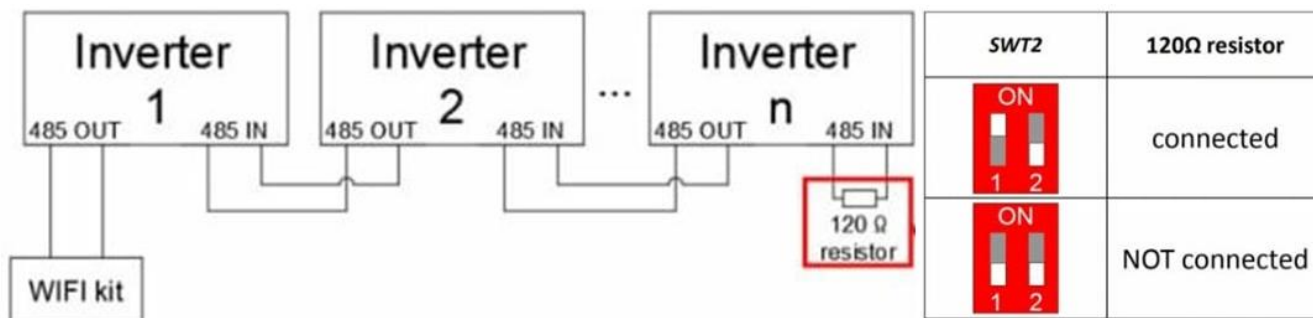 Inverter
1
485 OUT 485 IN
Inverter
2
485 OUT 485 IN
...
Inverter
n
485 OUT 485 IN
120 Ω
resistor
WIFI kit
SWT2 120Ω resistor
ON
1 2
connected
ON
1 2
NOT connected